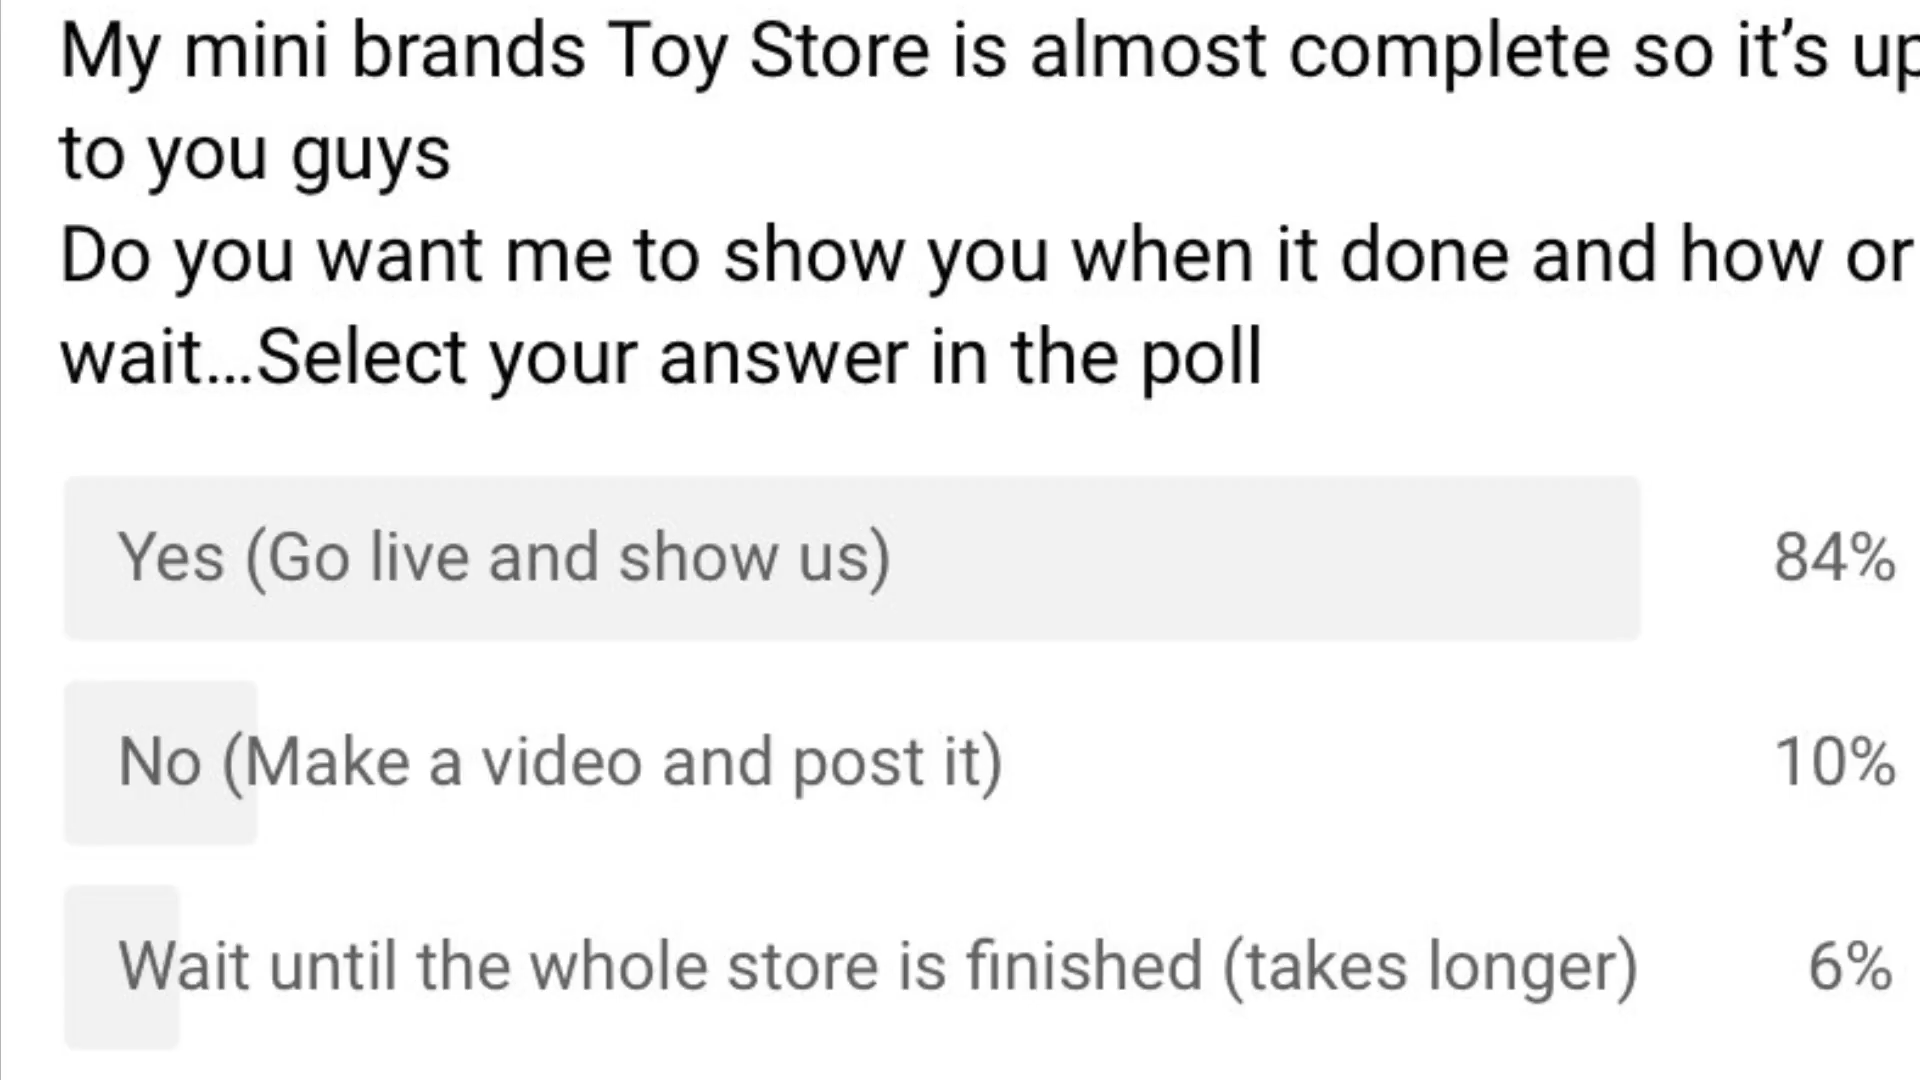 My mini brands Toy Store is almost complete so it’s up
to you guys
Do you want me to show you when it done and how or
wait...Select your answer in the poll
Yes (Go live and show us) 84%
No (Make a video and post it) 10%
Wait until the whole store is finished (takes longer) 6%